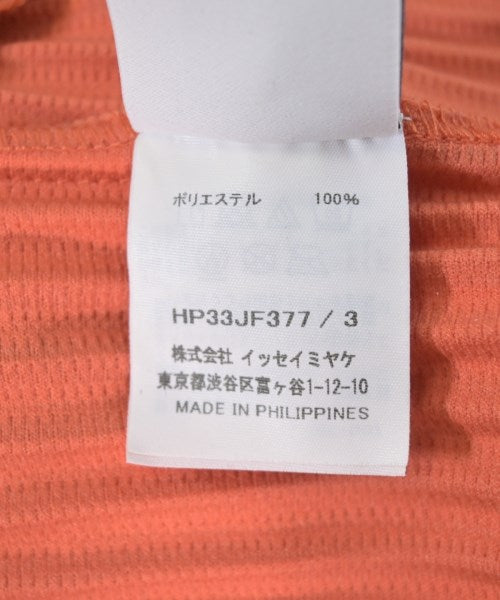 ポリエステル 100%
HP33JF377 / 3
株式会社 イッセイミヤケ
東京都渋谷区富ヶ谷1-12-10
MADE IN PHILIPPINES